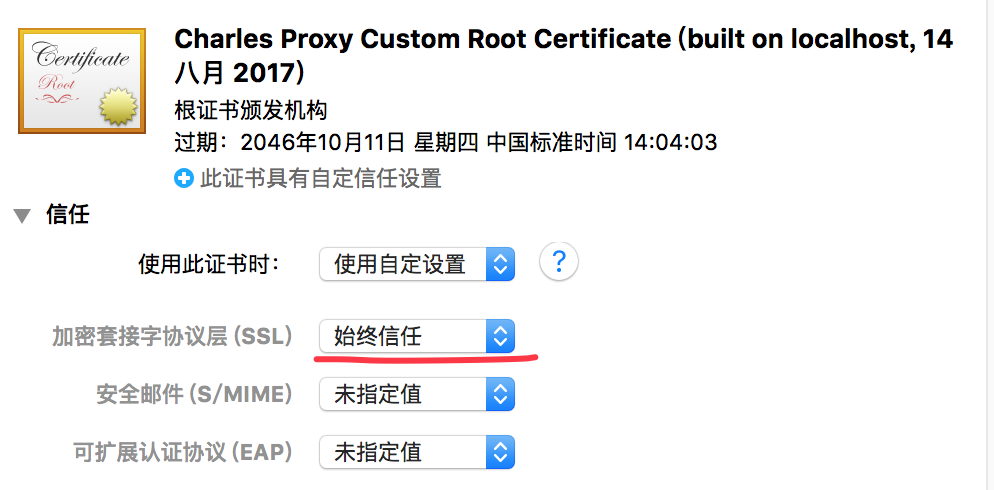 Certificate
Root
Charles Proxy Custom Root Certificate (built on localhost, 14
八月 2017)
根证书颁发机构
过期：2046年10月11日 星期四 中国标准时间 14:04:03
此证书具有自定信任设置
信任
使用此证书时： 使用自定设置 ?
加密套接字协议层 (SSL) 始终信任
安全邮件 (S/MIME) 未指定值
可扩展认证协议 (EAP) 未指定值